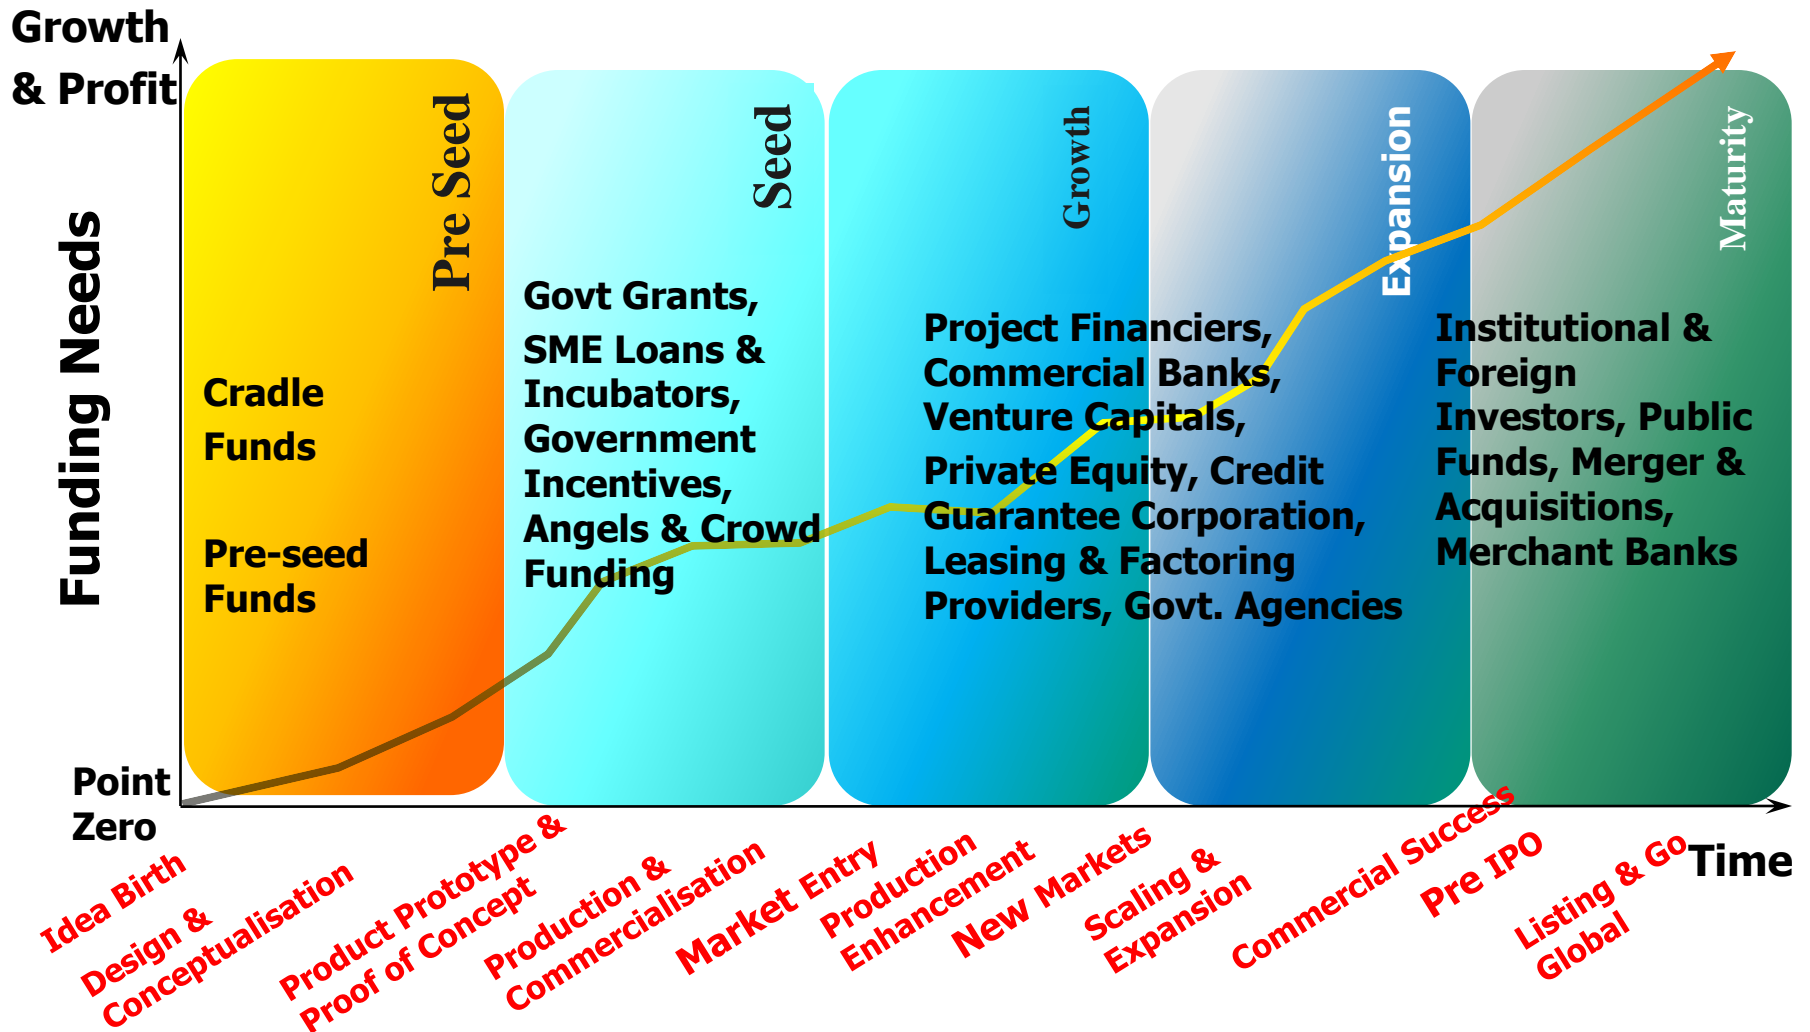 Growth
& Profit
Funding Needs
Point
Zero
Pre Seed
Cradle
Funds
Pre-seed
Funds
Seed
Govt Grants,
SME Loans &
Incubators,
Government
Incentives,
Angels & Crowd
Funding
Growth
Expansion
Project Financiers,
Commercial Banks,
Venture Capitals,
Private Equity, Credit
Guarantee Corporation,
Leasing & Factoring
Providers, Govt. Agencies
Maturity
Institutional &
Foreign
Investors, Public
Funds, Merger &
Acquisitions,
Merchant Banks
Idea Birth
Design &
Conceptualisation
Product Prototype &
Proof of Concept
Production &
Commercialisation
Market Entry
Production
Enhancement
New Markets
Scaling &
Expansion
Commercial Success
Pre IPO
Listing & Go
Global
Time